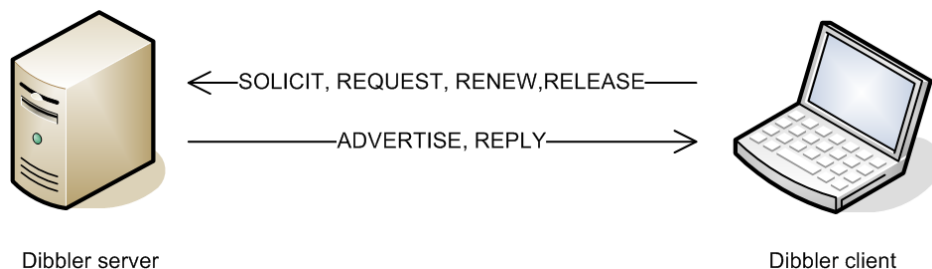 SOLICIT, REQUEST, RENEW,RELEASE
ADVERTISE, REPLY
Dibbler server
Dibbler client